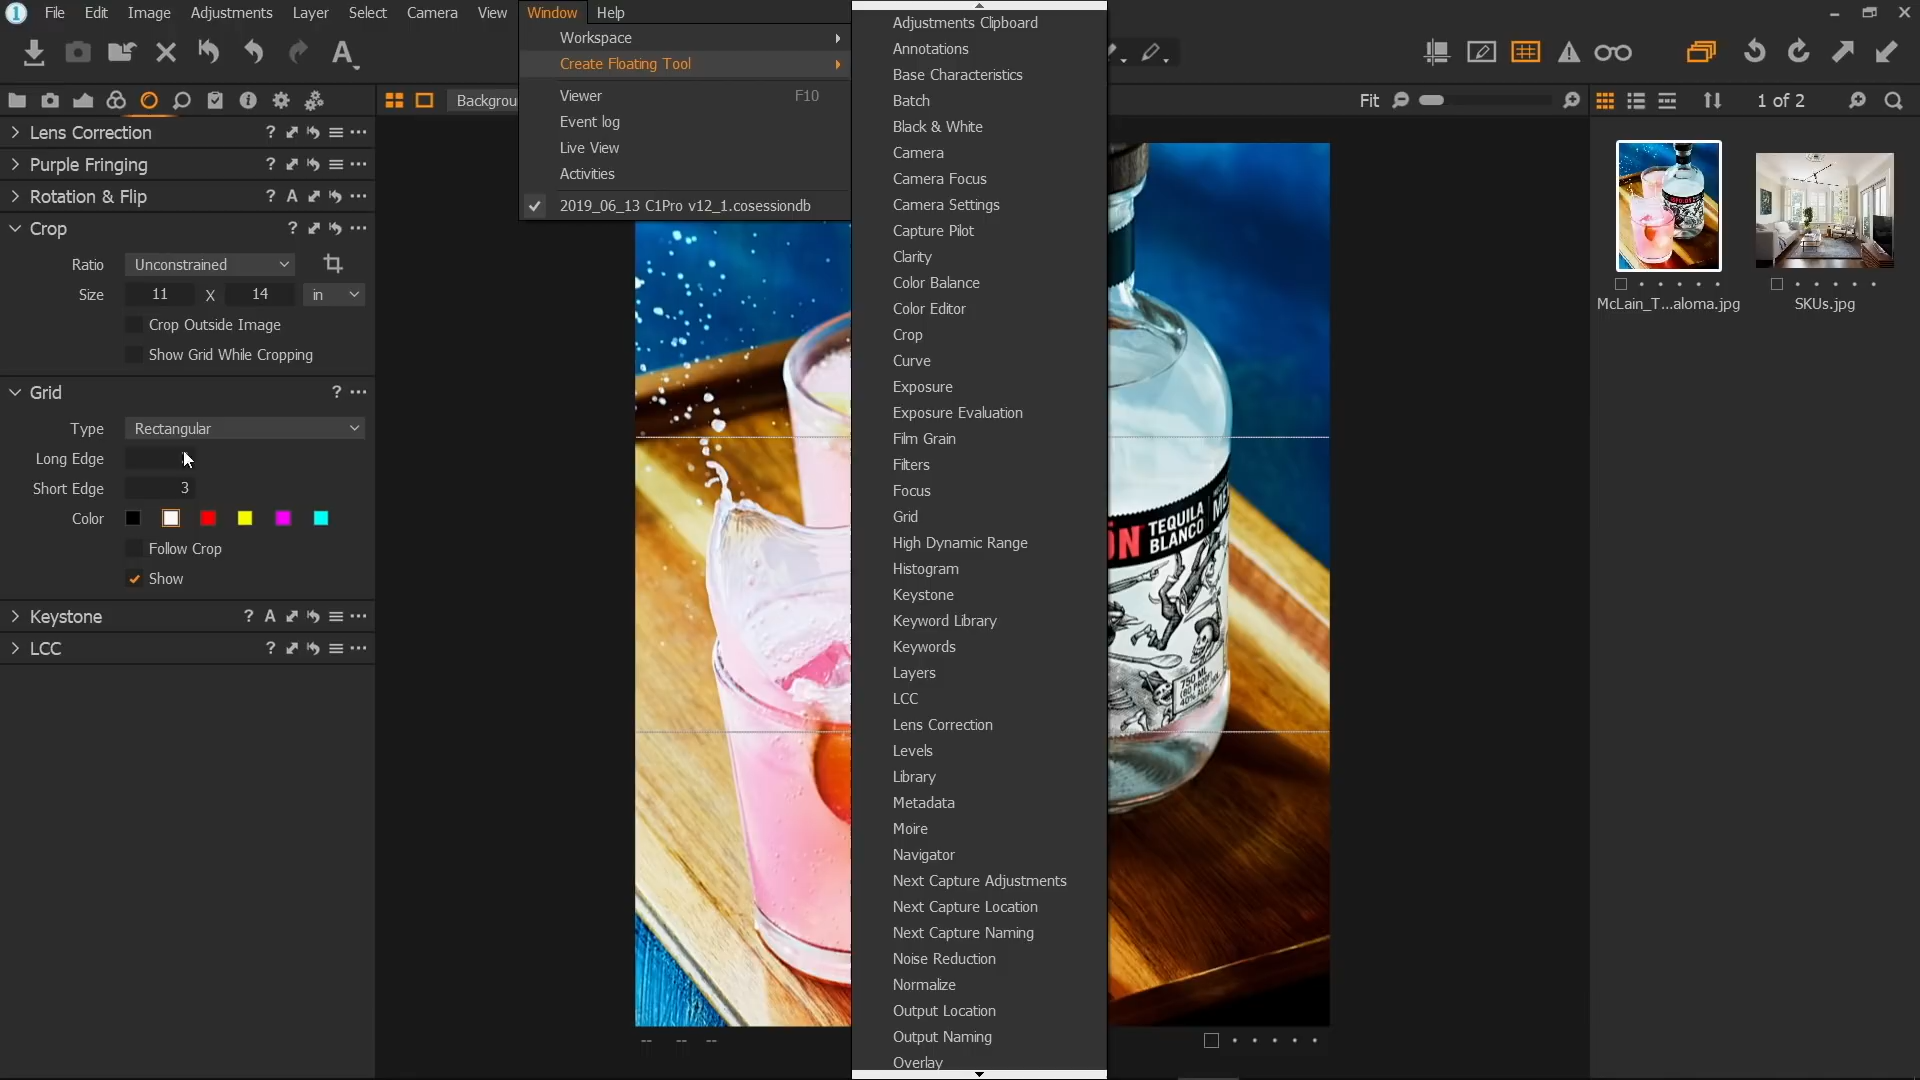 File Edit Image Adjustments Layer Select Camera View Window Help
Workspace
Create Floating Tool
Viewer F10
Event log
Live View
Activities
2019_06_13 C1Pro v12_1.cosessiondb
Adjustments Clipboard
Annotations
Base Characteristics
Batch
Black & White
Camera
Camera Focus
Camera Settings
Capture Pilot
Clarity
Color Balance
Color Editor
Crop
Curve
Exposure
Exposure Evaluation
Film Grain
Filters
Focus
Grid
High Dynamic Range
Histogram
Keystone
Keyword Library
Keywords
Layers
LCC
Lens Correction
Levels
Library
Metadata
Moire
Navigator
Next Capture Adjustments
Next Capture Location
Next Capture Naming
Noise Reduction
Normalize
Output Location
Output Naming
Overlay
Backgrou
Fit
1 of 2
Lens Correction
Purple Fringing
Rotation & Flip
Crop
Ratio Unconstrained
Size 11 X 14 in
Crop Outside Image
Show Grid While Cropping
Grid
Type Rectangular
Long Edge
Short Edge 3
Color
Follow Crop
Show
Keystone
LCC
TEQUILA
BLANCO
750 ML
McLain_T...aloma.jpg
SKUs.jpg